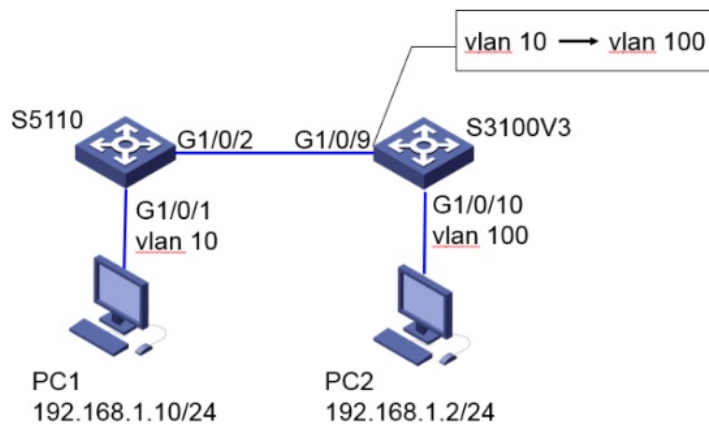 vlan 10 → vlan 100
S5110
G1/0/2
G1/0/9
S3100V3
G1/0/1
vlan 10
G1/0/10
vlan 100
PC1
192.168.1.10/24
PC2
192.168.1.2/24